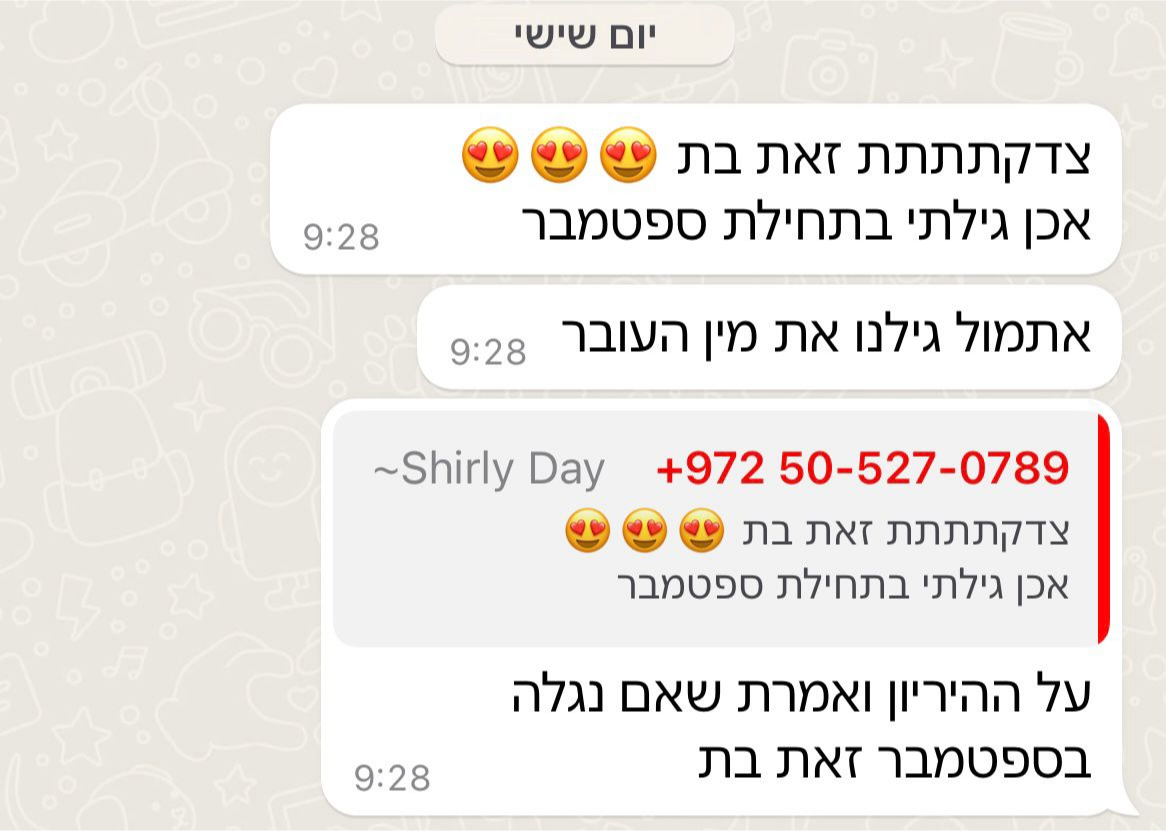 יום שישי
צדקתתתת זאת בת 😍😍😍
אכן גילתי בתחילת ספטמבר
9:28
אתמול גילנו את מין העובר
9:28
+972 50-527-0789 ~Shirly Day
צדקתתתת זאת בת 😍😍😍
אכן גילתי בתחילת ספטמבר
על ההיריון ואמרת שאם נגלה
בספטמבר זאת בת
9:28